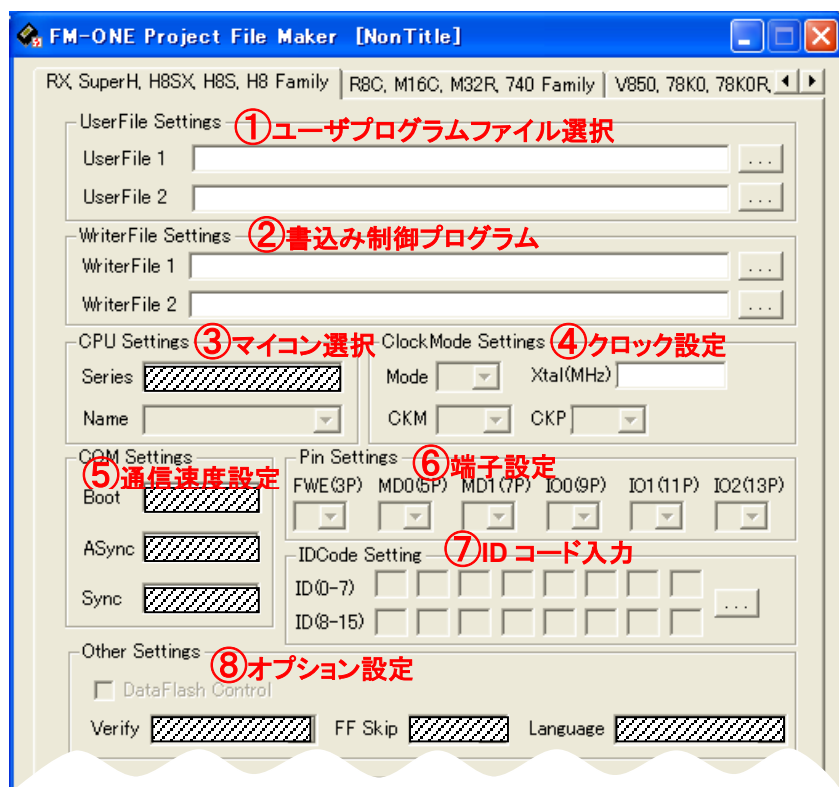 FM-ONE Project File Maker [NonTitle]
RX, SuperH, H8SX, H8S, H8 Family
R8C, M16C, M32R, 740 Family
V850, 78K0, 78K0R,
UserFile Settings
①ユーザプログラムファイル選択
UserFile 1
...
UserFile 2
...
WriterFile Settings
②書込み制御プログラム
WriterFile 1
...
WriterFile 2
...
CPU Settings
③マイコン選択
Series
Name
ClockMode Settings
④クロック設定
Mode
Xtal(MHz)
CKM
CKP
COM Settings
⑤通信速度設定
Boot
ASync
Sync
Pin Settings
⑥端子設定
FWE(3P) MD0(5P) MD1(7P) IO0(9P) IO1(11P) IO2(13P)
IDCode Setting
⑦IDコード入力
ID(0-7)
ID(8-15)
...
Other Settings
⑧オプション設定
DataFlash Control
Verify
FF Skip
Language